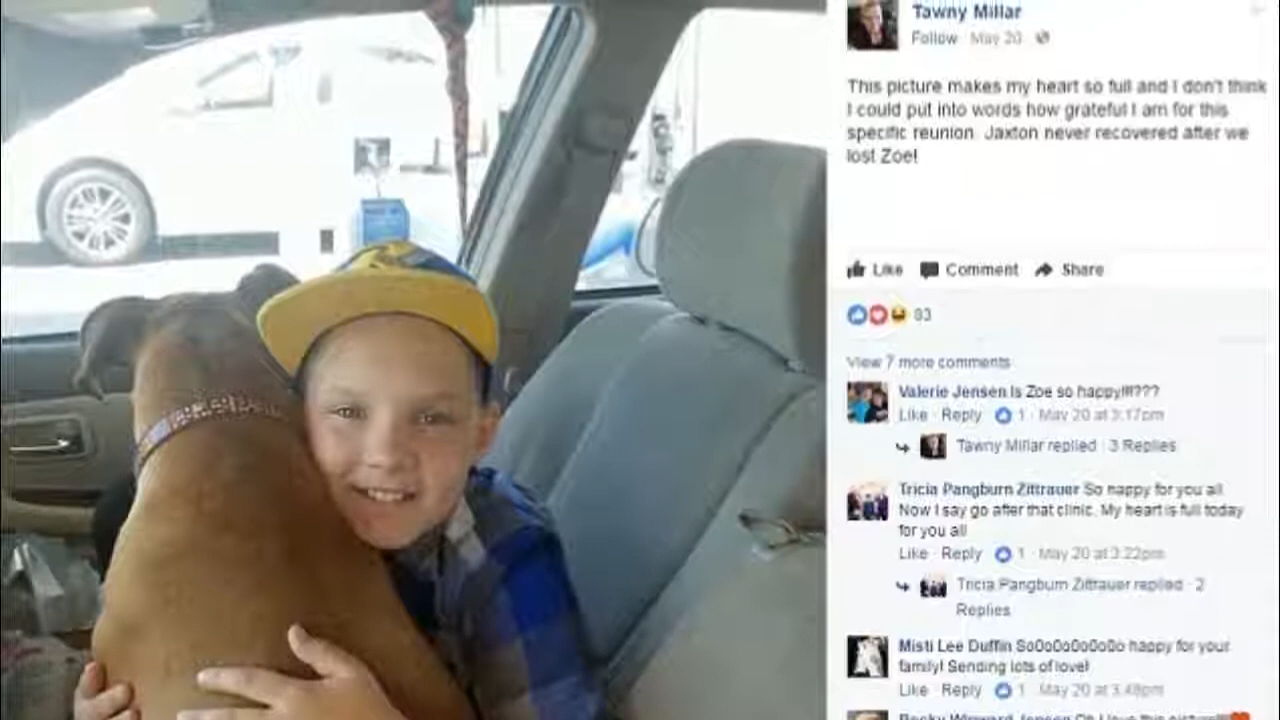 Tawny Millar
Follow · May 20 ·
This picture makes my heart so full and I don't think
I could put into words how grateful I am for this
specific reunion. Jaxton never recovered after we
lost Zoe!
Like Comment Share
83
View 7 more comments
Valerie Jensen Is Zoe so happy!!!???
Like · Reply · 1 · May 20 at 3:17pm
Tawny Millar replied · 3 Replies
Tricia Pangburn Zittrauer So happy for you all.
Now I say go after that clinic. My heart is full today
for you all
Like · Reply · 1 · May 20 at 3:22pm
Tricia Pangburn Zittrauer replied · 2
Replies
Misti Lee Duffin So0o0o0o0o0o happy for your
family! Sending lots of love!
Like · Reply · 1 · May 20 at 3:48pm
Becky Jensen Oh I love this